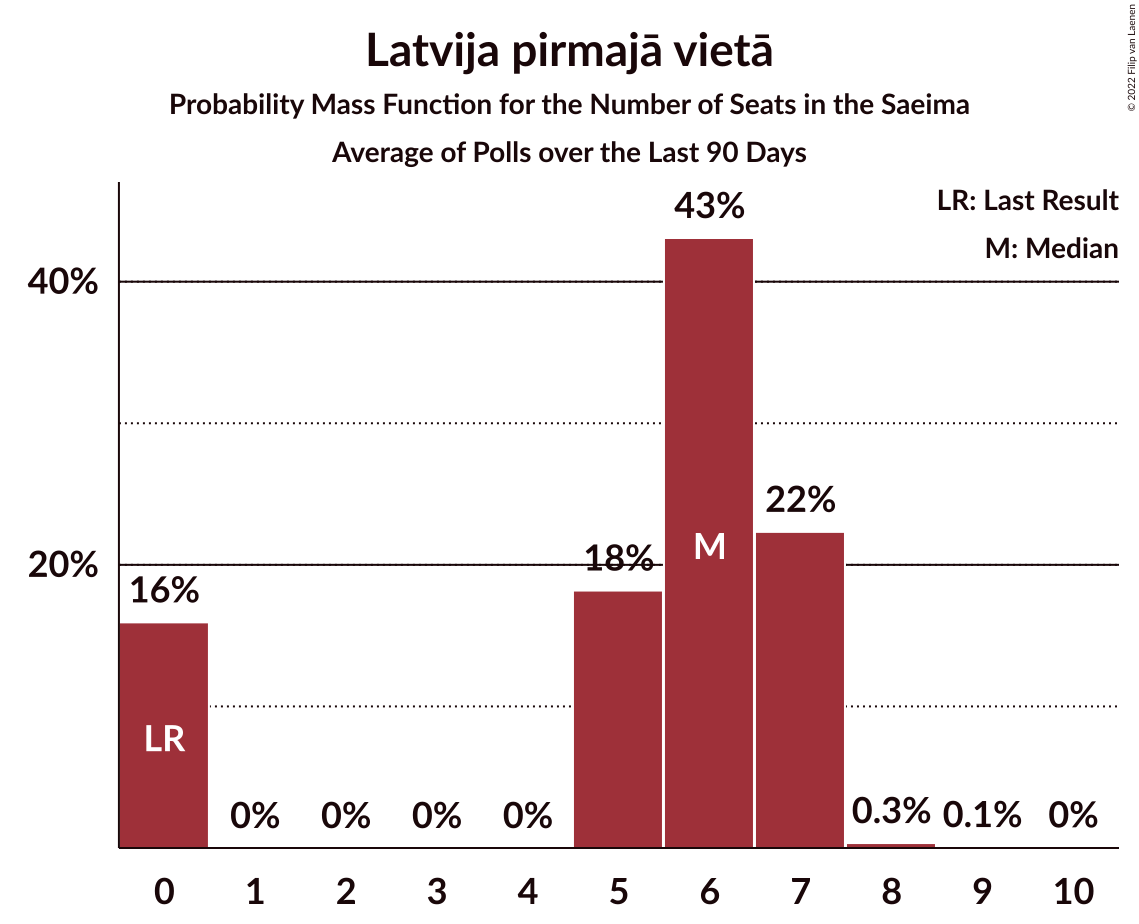 Latvija pirmajā vietā
Probability Mass Function for the Number of Seats in the Saeima
Average of Polls over the Last 90 Days
© 2022 Filip van Laenen
LR: Last Result
M: Median
43%
40%
22%
18%
M
20%
16%
LR
0% 0% 0% 0% 0.3% 0.1% 0%
0 1 2 3 4 5 6 7 8 9 10